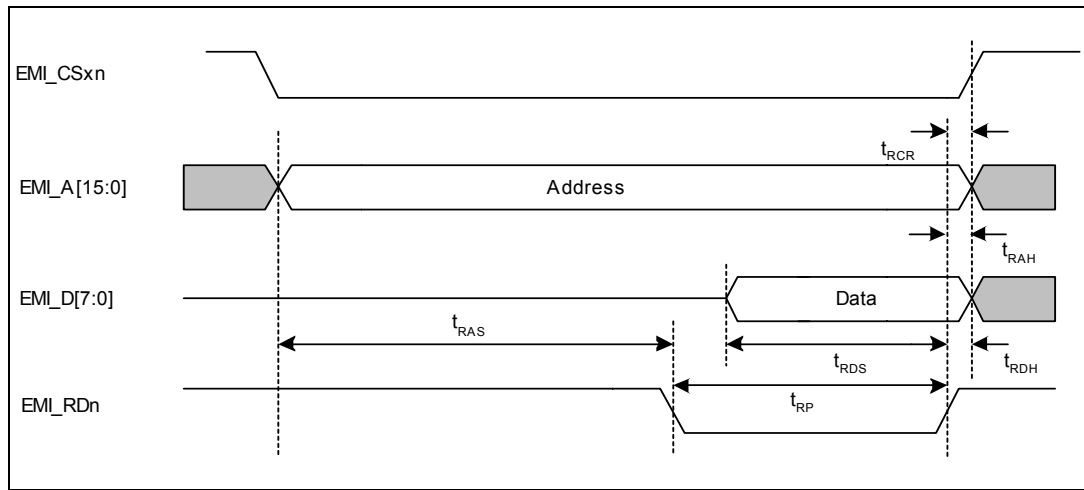 EMI_CSxn
tRCR
EMI_A[15:0]
Address
tRAH
EMI_D[7:0]
Data
tRAS
tRDS
tRDH
EMI_RDn
tRP